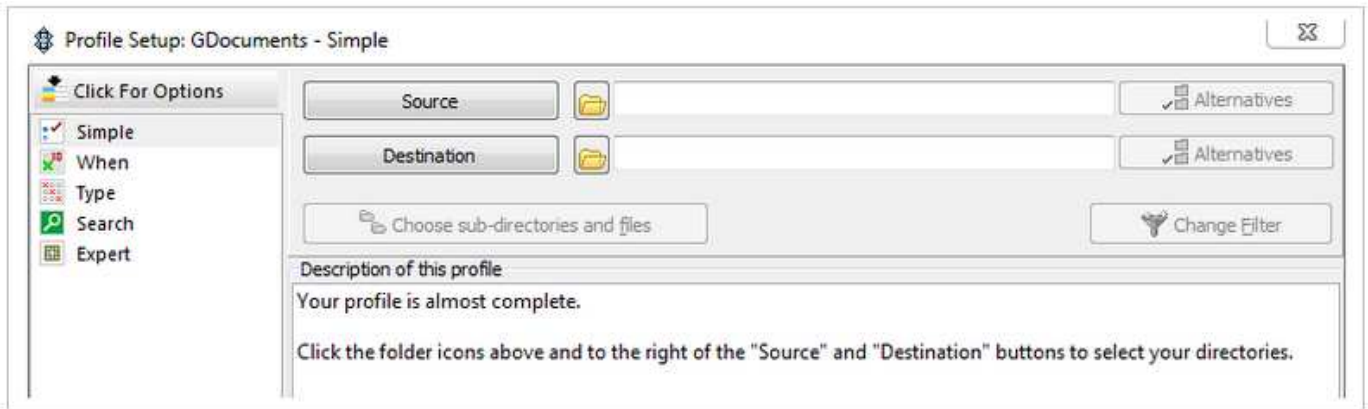 Profile Setup: GDocuments - Simple
Click For Options
Simple
When
Type
Search
Expert
Source
Alternatives
Destination
Alternatives
Choose sub-directories and files
Change Filter
Description of this profile
Your profile is almost complete.
Click the folder icons above and to the right of the "Source" and "Destination" buttons to select your directories.